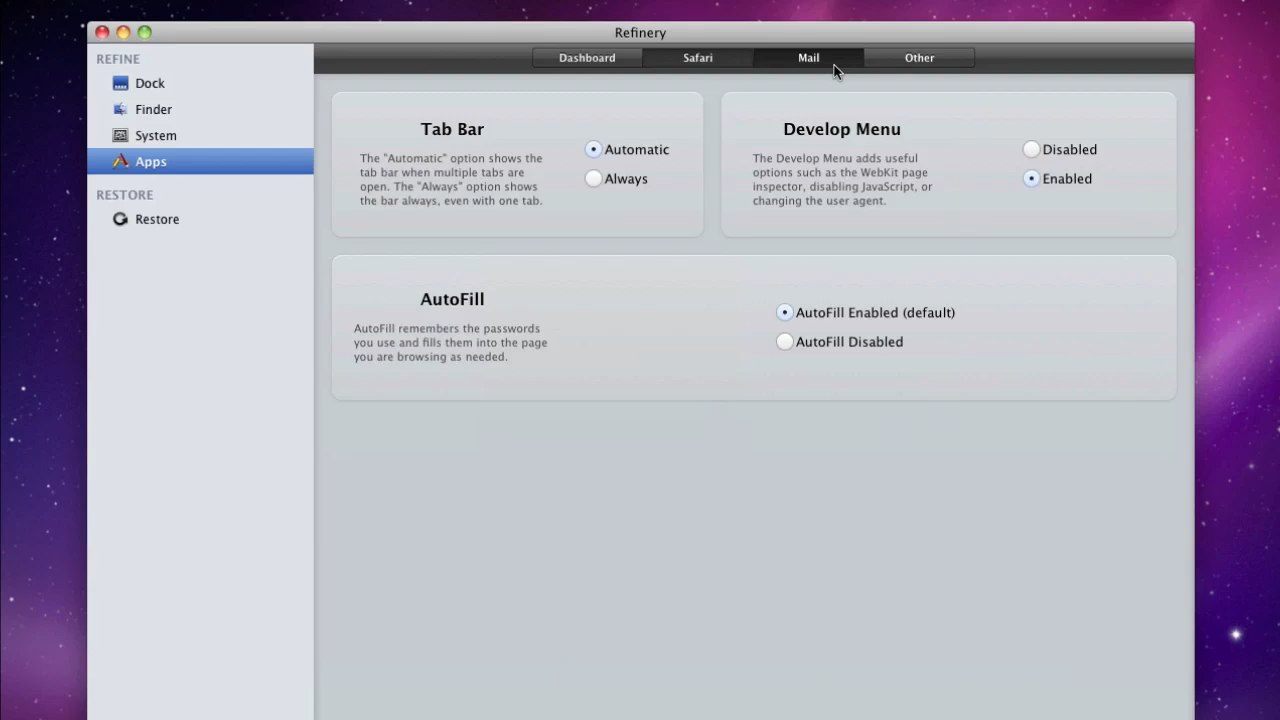 Refinery
Dashboard
Safari
Mail
Other
REFINE
Dock
Finder
System
Apps
RESTORE
Restore
Tab Bar
The "Automatic" option shows the
tab bar when multiple tabs are
open. The "Always" option shows
the bar always, even with one tab.
Automatic
Always
Develop Menu
The Develop Menu adds useful
options such as the WebKit page
inspector, disabling JavaScript, or
changing the user agent.
Disabled
Enabled
AutoFill
AutoFill remembers the passwords
you use and fills them into the page
you are browsing as needed.
AutoFill Enabled (default)
AutoFill Disabled